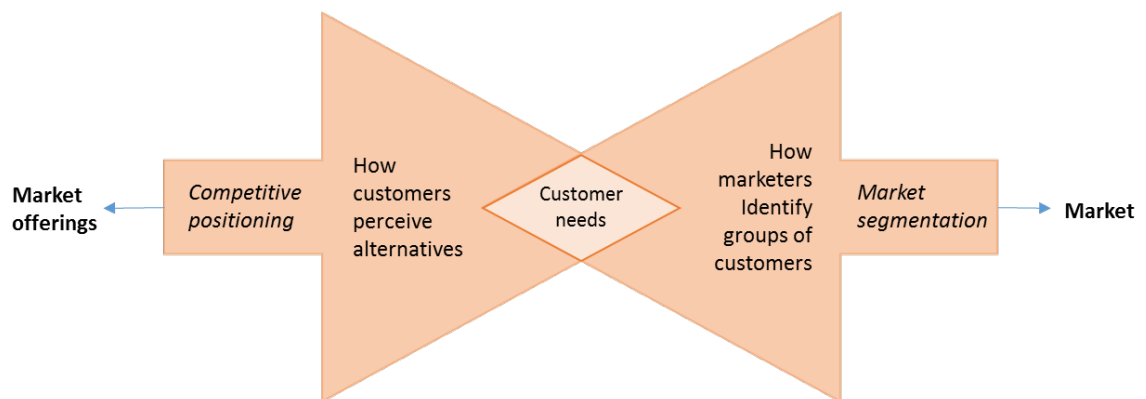 Market
offerings
Competitive
positioning
How
customers
perceive
alternatives
Customer
needs
How
marketers
Identify
groups of
customers
Market
segmentation
Market